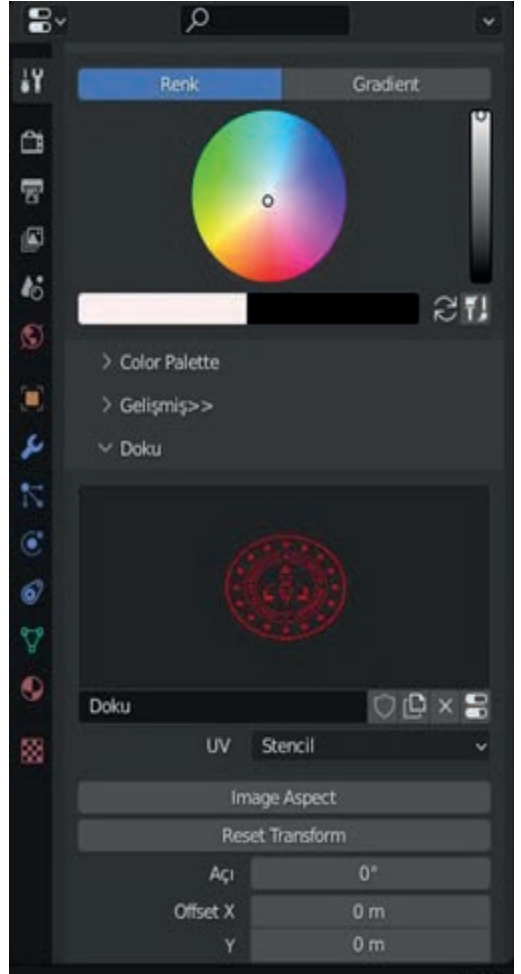 Renk Gradient
Color Palette
Gelişmiş>>
Doku
Doku
UV Stencil
Image Aspect
Reset Transform
Açı 0°
Offset X 0 m
Y 0 m